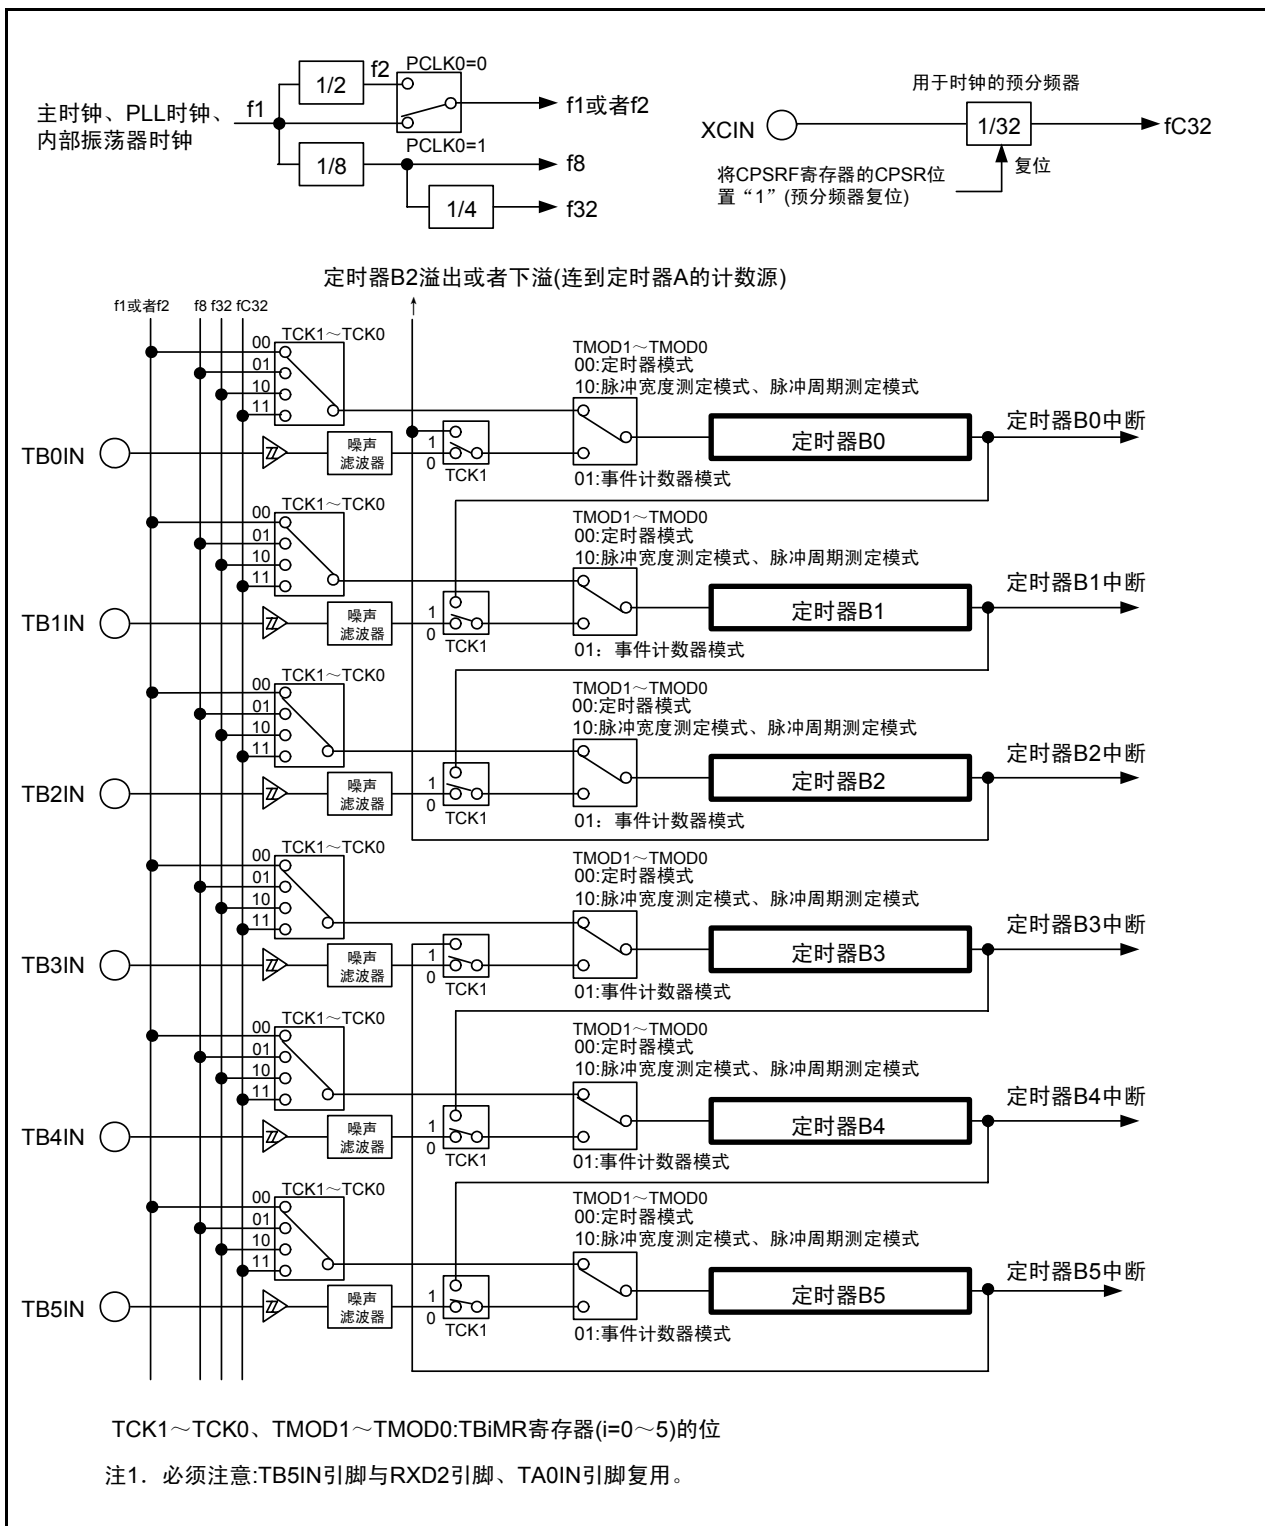 主时钟、PLL时钟、
内部振荡器时钟
f1
1/2
f2
PCLK0=0
f1或者f2
PCLK0=1
1/8
f8
1/4
f32
用于时钟的预分频器
XCIN
1/32
fC32
将CPSRF寄存器的CPSR位
置“1”(预分频器复位)
复位
定时器B2溢出或者下溢(连到定时器A的计数源)
f1或者f2 f8 f32 fC32
TCK1～TCK0
00
01
10
11
TMOD1～TMOD0
00:定时器模式
10:脉冲宽度测定模式、脉冲周期测定模式
TB0IN
噪声
滤波器
1
0
TCK1
01:事件计数器模式
定时器B0
定时器B0中断
TCK1～TCK0
00
01
10
11
TMOD1～TMOD0
00:定时器模式
10:脉冲宽度测定模式、脉冲周期测定模式
TB1IN
噪声
滤波器
1
0
TCK1
01：事件计数器模式
定时器B1
定时器B1中断
TCK1～TCK0
00
01
10
11
TMOD1～TMOD0
00:定时器模式
10:脉冲宽度测定模式、脉冲周期测定模式
TB2IN
噪声
滤波器
1
0
TCK1
01：事件计数器模式
定时器B2
定时器B2中断
TCK1～TCK0
00
01
10
11
TMOD1～TMOD0
00:定时器模式
10:脉冲宽度测定模式、脉冲周期测定模式
TB3IN
噪声
滤波器
1
0
TCK1
01:事件计数器模式
定时器B3
定时器B3中断
TCK1～TCK0
00
01
10
11
TMOD1～TMOD0
00:定时器模式
10:脉冲宽度测定模式、脉冲周期测定模式
TB4IN
噪声
滤波器
1
0
TCK1
01:事件计数器模式
定时器B4
定时器B4中断
TCK1～TCK0
00
01
10
11
TMOD1～TMOD0
00:定时器模式
10:脉冲宽度测定模式、脉冲周期测定模式
TB5IN
噪声
滤波器
1
0
TCK1
01:事件计数器模式
定时器B5
定时器B5中断
TCK1～TCK0、TMOD1～TMOD0:TBiMR寄存器(i=0～5)的位
注1. 必须注意:TB5IN引脚与RXD2引脚、TA0IN引脚复用。